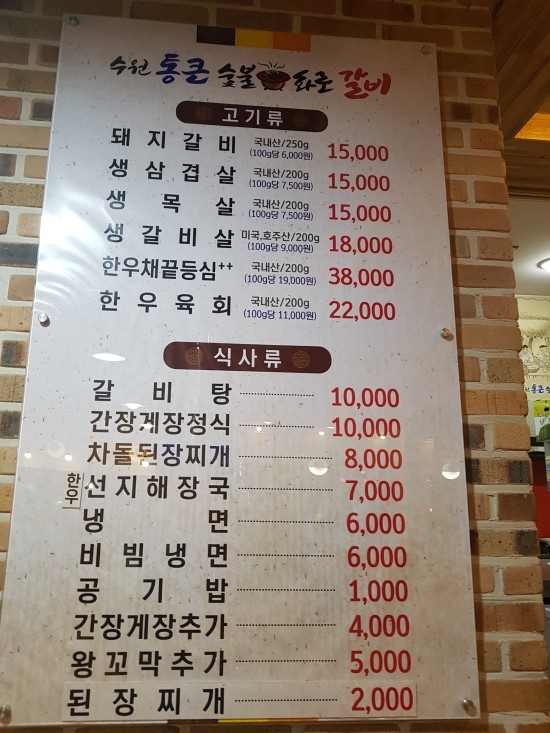 수원 통큰 숯불 화로 갈비
고기류
돼지갈비 국내산/250g (100g당 6,000원) 15,000
생삼겹살 국내산/200g (100g당 7,500원) 15,000
생목살 국내산/200g (100g당 7,500원) 15,000
생갈비살 미국,호주산/200g (100g당 9,000원) 18,000
한우채끝등심++ 국내산/200g (100g당 19,000원) 38,000
한우육회 국내산/200g (100g당 11,000원) 22,000
식사류
갈비탕 10,000
간장게장정식 10,000
차돌된장찌개 8,000
한우 선지해장국 7,000
냉면 6,000
비빔냉면 6,000
공기밥 1,000
간장게장추가 4,000
왕꼬막추가 5,000
된장찌개 2,000